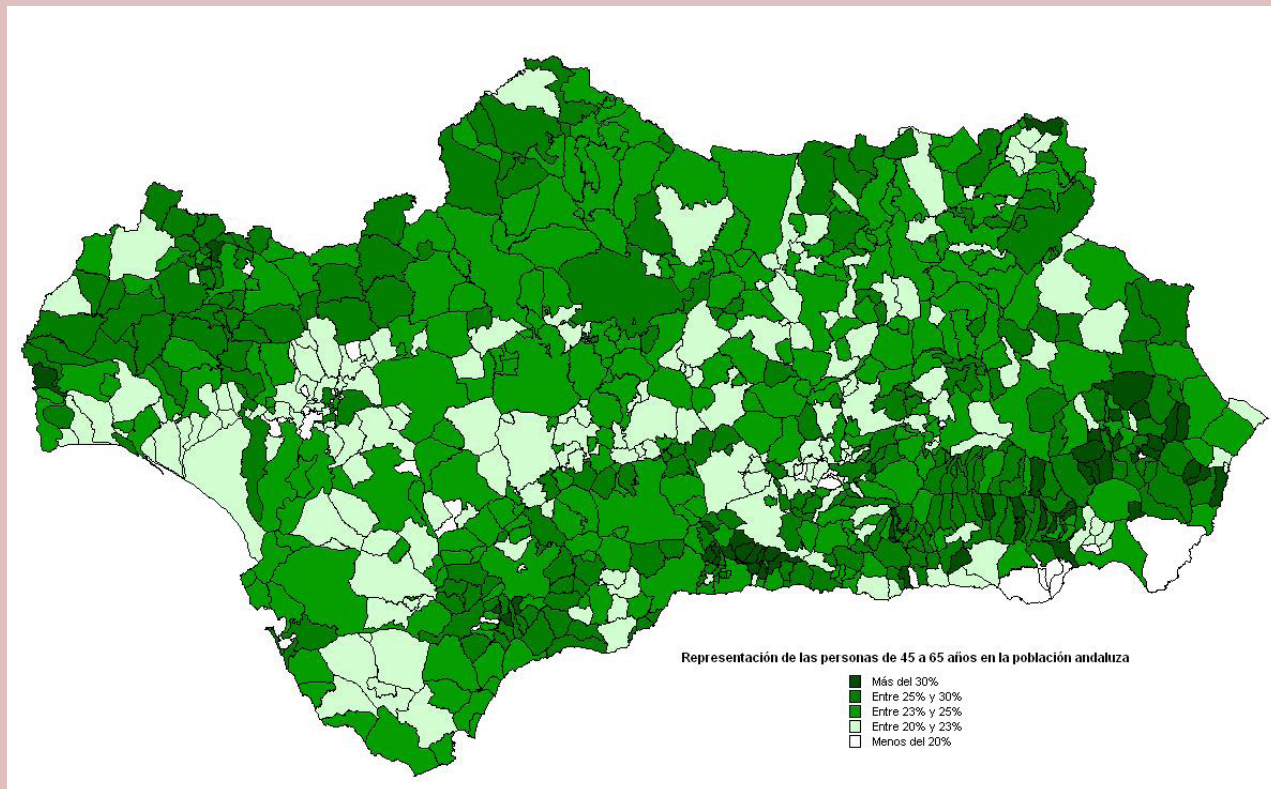 Representación de las personas de 45 a 65 años en la población andaluza
Más del 30%
Entre 25% y 30%
Entre 23% y 25%
Entre 20% y 23%
Menos del 20%